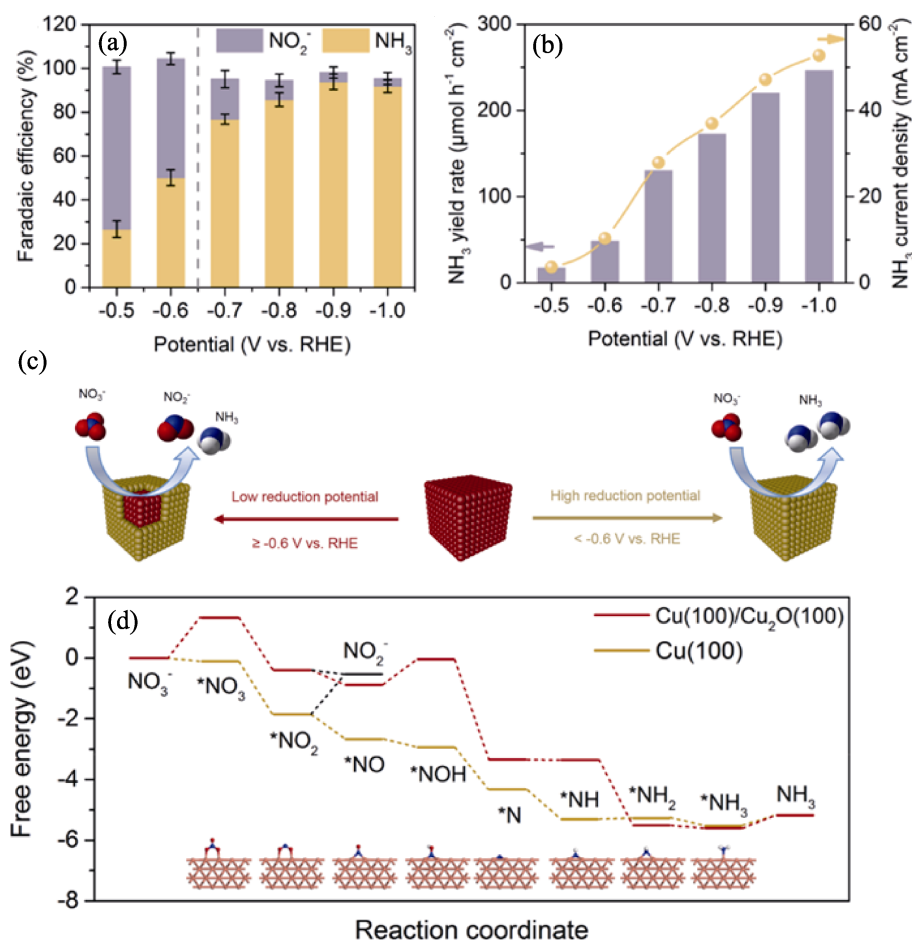 (a)
NO₂⁻
NH₃
Faradaic efficiency (%)
120
100
80
60
40
20
0
-0.5 -0.6 -0.7 -0.8 -0.9 -1.0
Potential (V vs. RHE)
(b)
NH₃ yield rate (μmol h⁻¹ cm⁻²)
300
200
100
0
60
40
20
0
NH₃ current density (mA cm⁻²)
-0.5 -0.6 -0.7 -0.8 -0.9 -1.0
Potential (V vs. RHE)
(c)
NO₃⁻
NO₂⁻
NH₃
Low reduction potential
≥ -0.6 V vs. RHE
High reduction potential
< -0.6 V vs. RHE
NO₃⁻
NH₃
(d)
Cu(100)/Cu₂O(100)
Cu(100)
Free energy (eV)
2
0
-2
-4
-6
-8
NO₃⁻
*NO₃
*NO₂
NO₂⁻
*NO
*NOH
*N
*NH
*NH₂
*NH₃
NH₃
Reaction coordinate